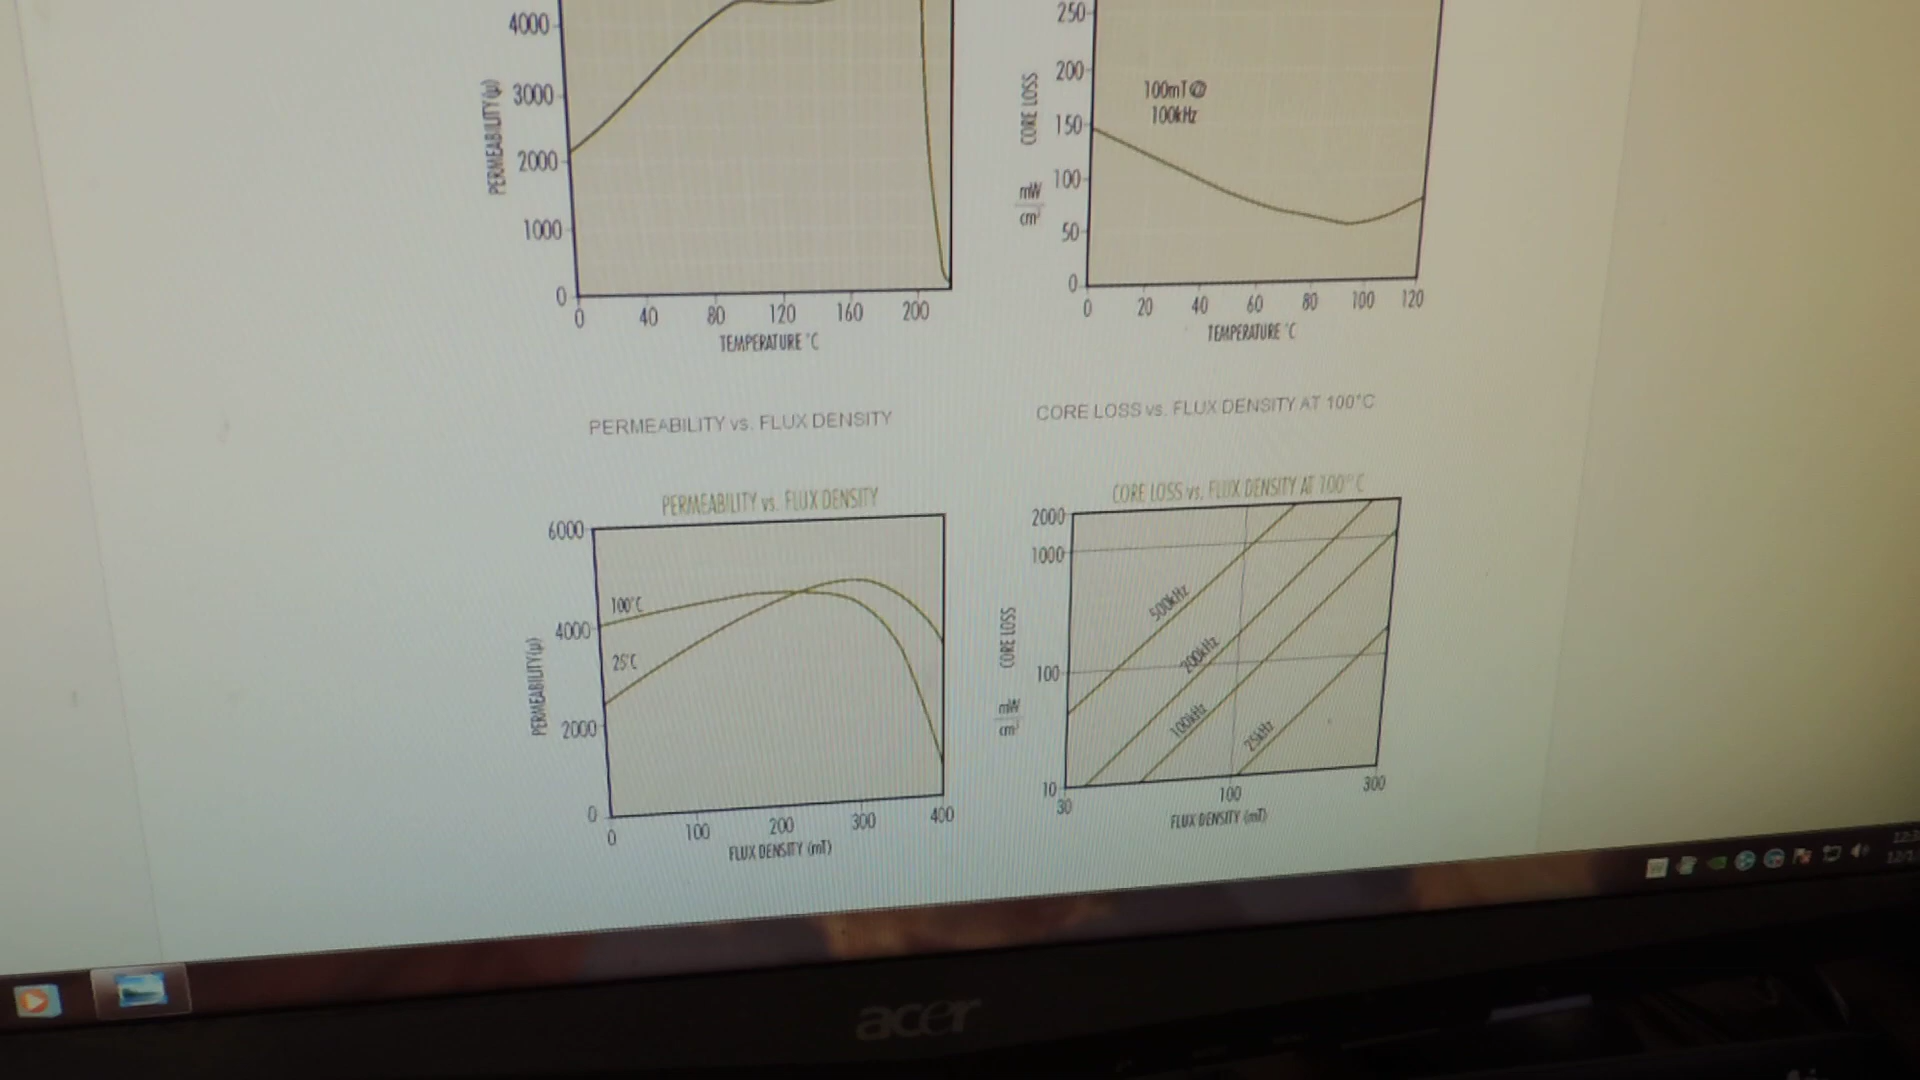 4000
3000
2000
1000
0
PERMEABILITY (µ)
0 40 80 120 160 200
TEMPERATURE °C
250
200
150
100
50
0
CORE LOSS
mW
cm³
100mT @
100kHz
0 20 40 60 80 100 120
TEMPERATURE °C
PERMEABILITY vs. FLUX DENSITY
CORE LOSS vs. FLUX DENSITY AT 100°C
PERMEABILITY vs. FLUX DENSITY
6000
4000
2000
0
PERMEABILITY (µ)
100°C
25°C
0 100 200 300 400
FLUX DENSITY (mT)
CORE LOSS vs. FLUX DENSITY AT 100°C
2000
1000
100
10
CORE LOSS
mW
cm³
500kHz
200kHz
100kHz
25kHz
30 100 300
FLUX DENSITY (mT)
acer